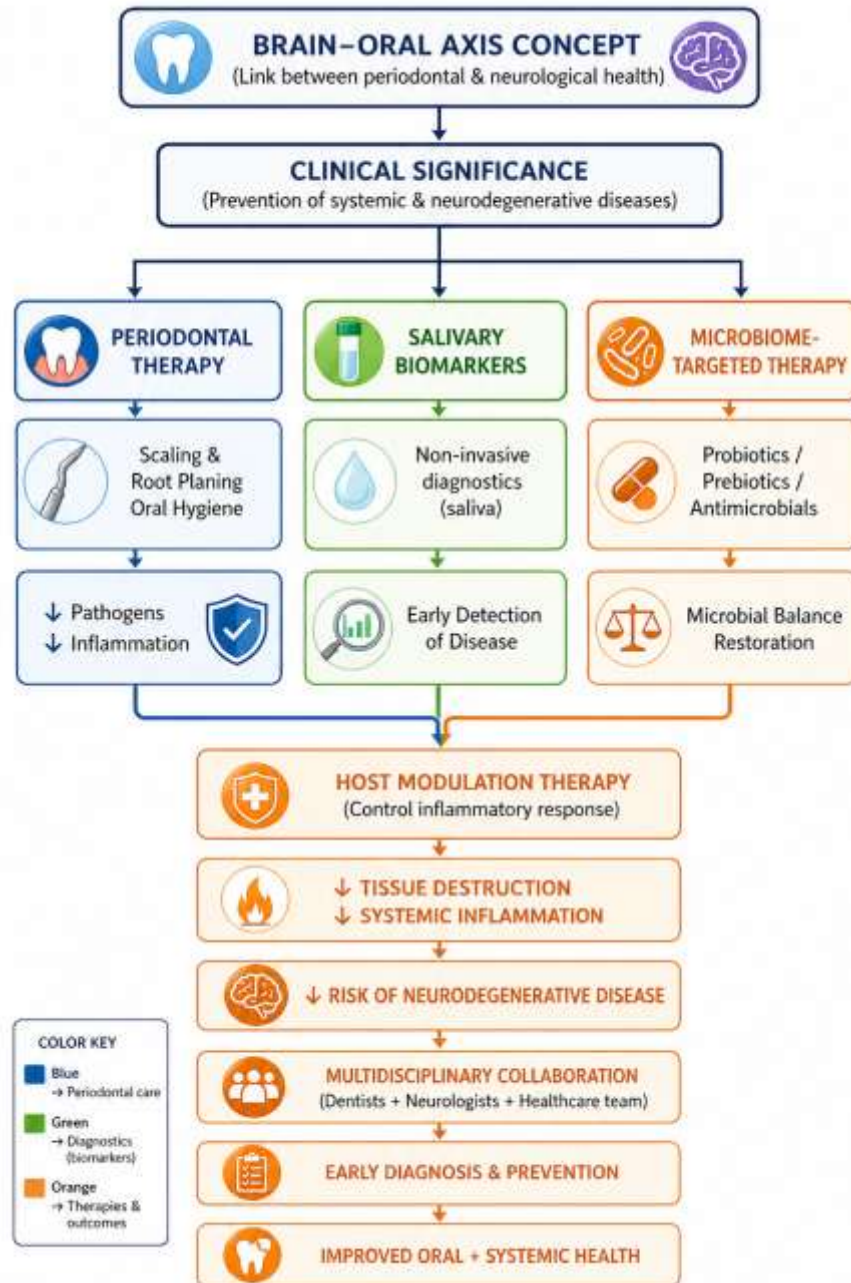 BRAIN–ORAL AXIS CONCEPT
(Link between periodontal & neurological health)
CLINICAL SIGNIFICANCE
(Prevention of systemic & neurodegenerative diseases)
PERIODONTAL
THERAPY
SALIVARY
BIOMARKERS
MICROBIOME-
TARGETED THERAPY
Scaling &
Root Planing
Oral Hygiene
Non-invasive
diagnostics
(saliva)
Probiotics /
Prebiotics /
Antimicrobials
↓ Pathogens
↓ Inflammation
Early Detection
of Disease
Microbial Balance
Restoration
HOST MODULATION THERAPY
(Control inflammatory response)
↓ TISSUE DESTRUCTION
↓ SYSTEMIC INFLAMMATION
↓ RISK OF NEURODEGENERATIVE DISEASE
MULTIDISCIPLINARY COLLABORATION
(Dentists + Neurologists + Healthcare team)
EARLY DIAGNOSIS & PREVENTION
IMPROVED ORAL + SYSTEMIC HEALTH
COLOR KEY
Blue
→ Periodontal care
Green
→ Diagnostics
(biomarkers)
Orange
→ Therapies &
outcomes